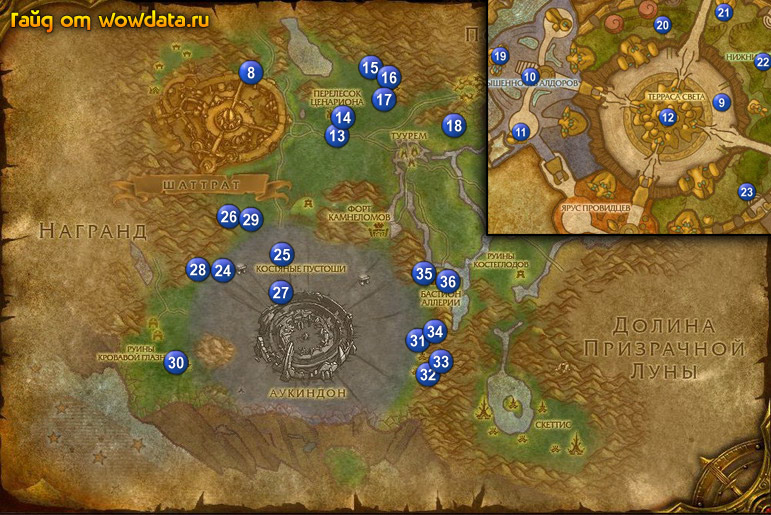 Гайд от wowdata.ru
П
8
15
16
ПЕРЕЛЕСОК
ЦЕНАРИОНА
17
14
13
18
ТУУРЕМ
ШАТТРАТ
26
29
ФОРТ
КАМНЕЛОМОВ
НАГРАНД
28
24
25
КОСТЯНЫЕ ПУСТОШИ
27
РУИНЫ
КОСТЕГЛОДОВ
35
36
БАСТИОН
АЛЛЕРИИ
31
34
33
32
РУИНЫ
КРОВАВОЙ ГЛАЗН
30
АУКИНДОН
СКЕТТИС
ДОЛИНА
ПРИЗРАЧНОЙ
ЛУНЫ
21
20
19
22
НИЖНИ
10
ЫШЕННО
АЛДОРОВ
ТЕРРАСА СВЕТА
9
12
11
23
ЯРУС ПРОВИДЦЕВ